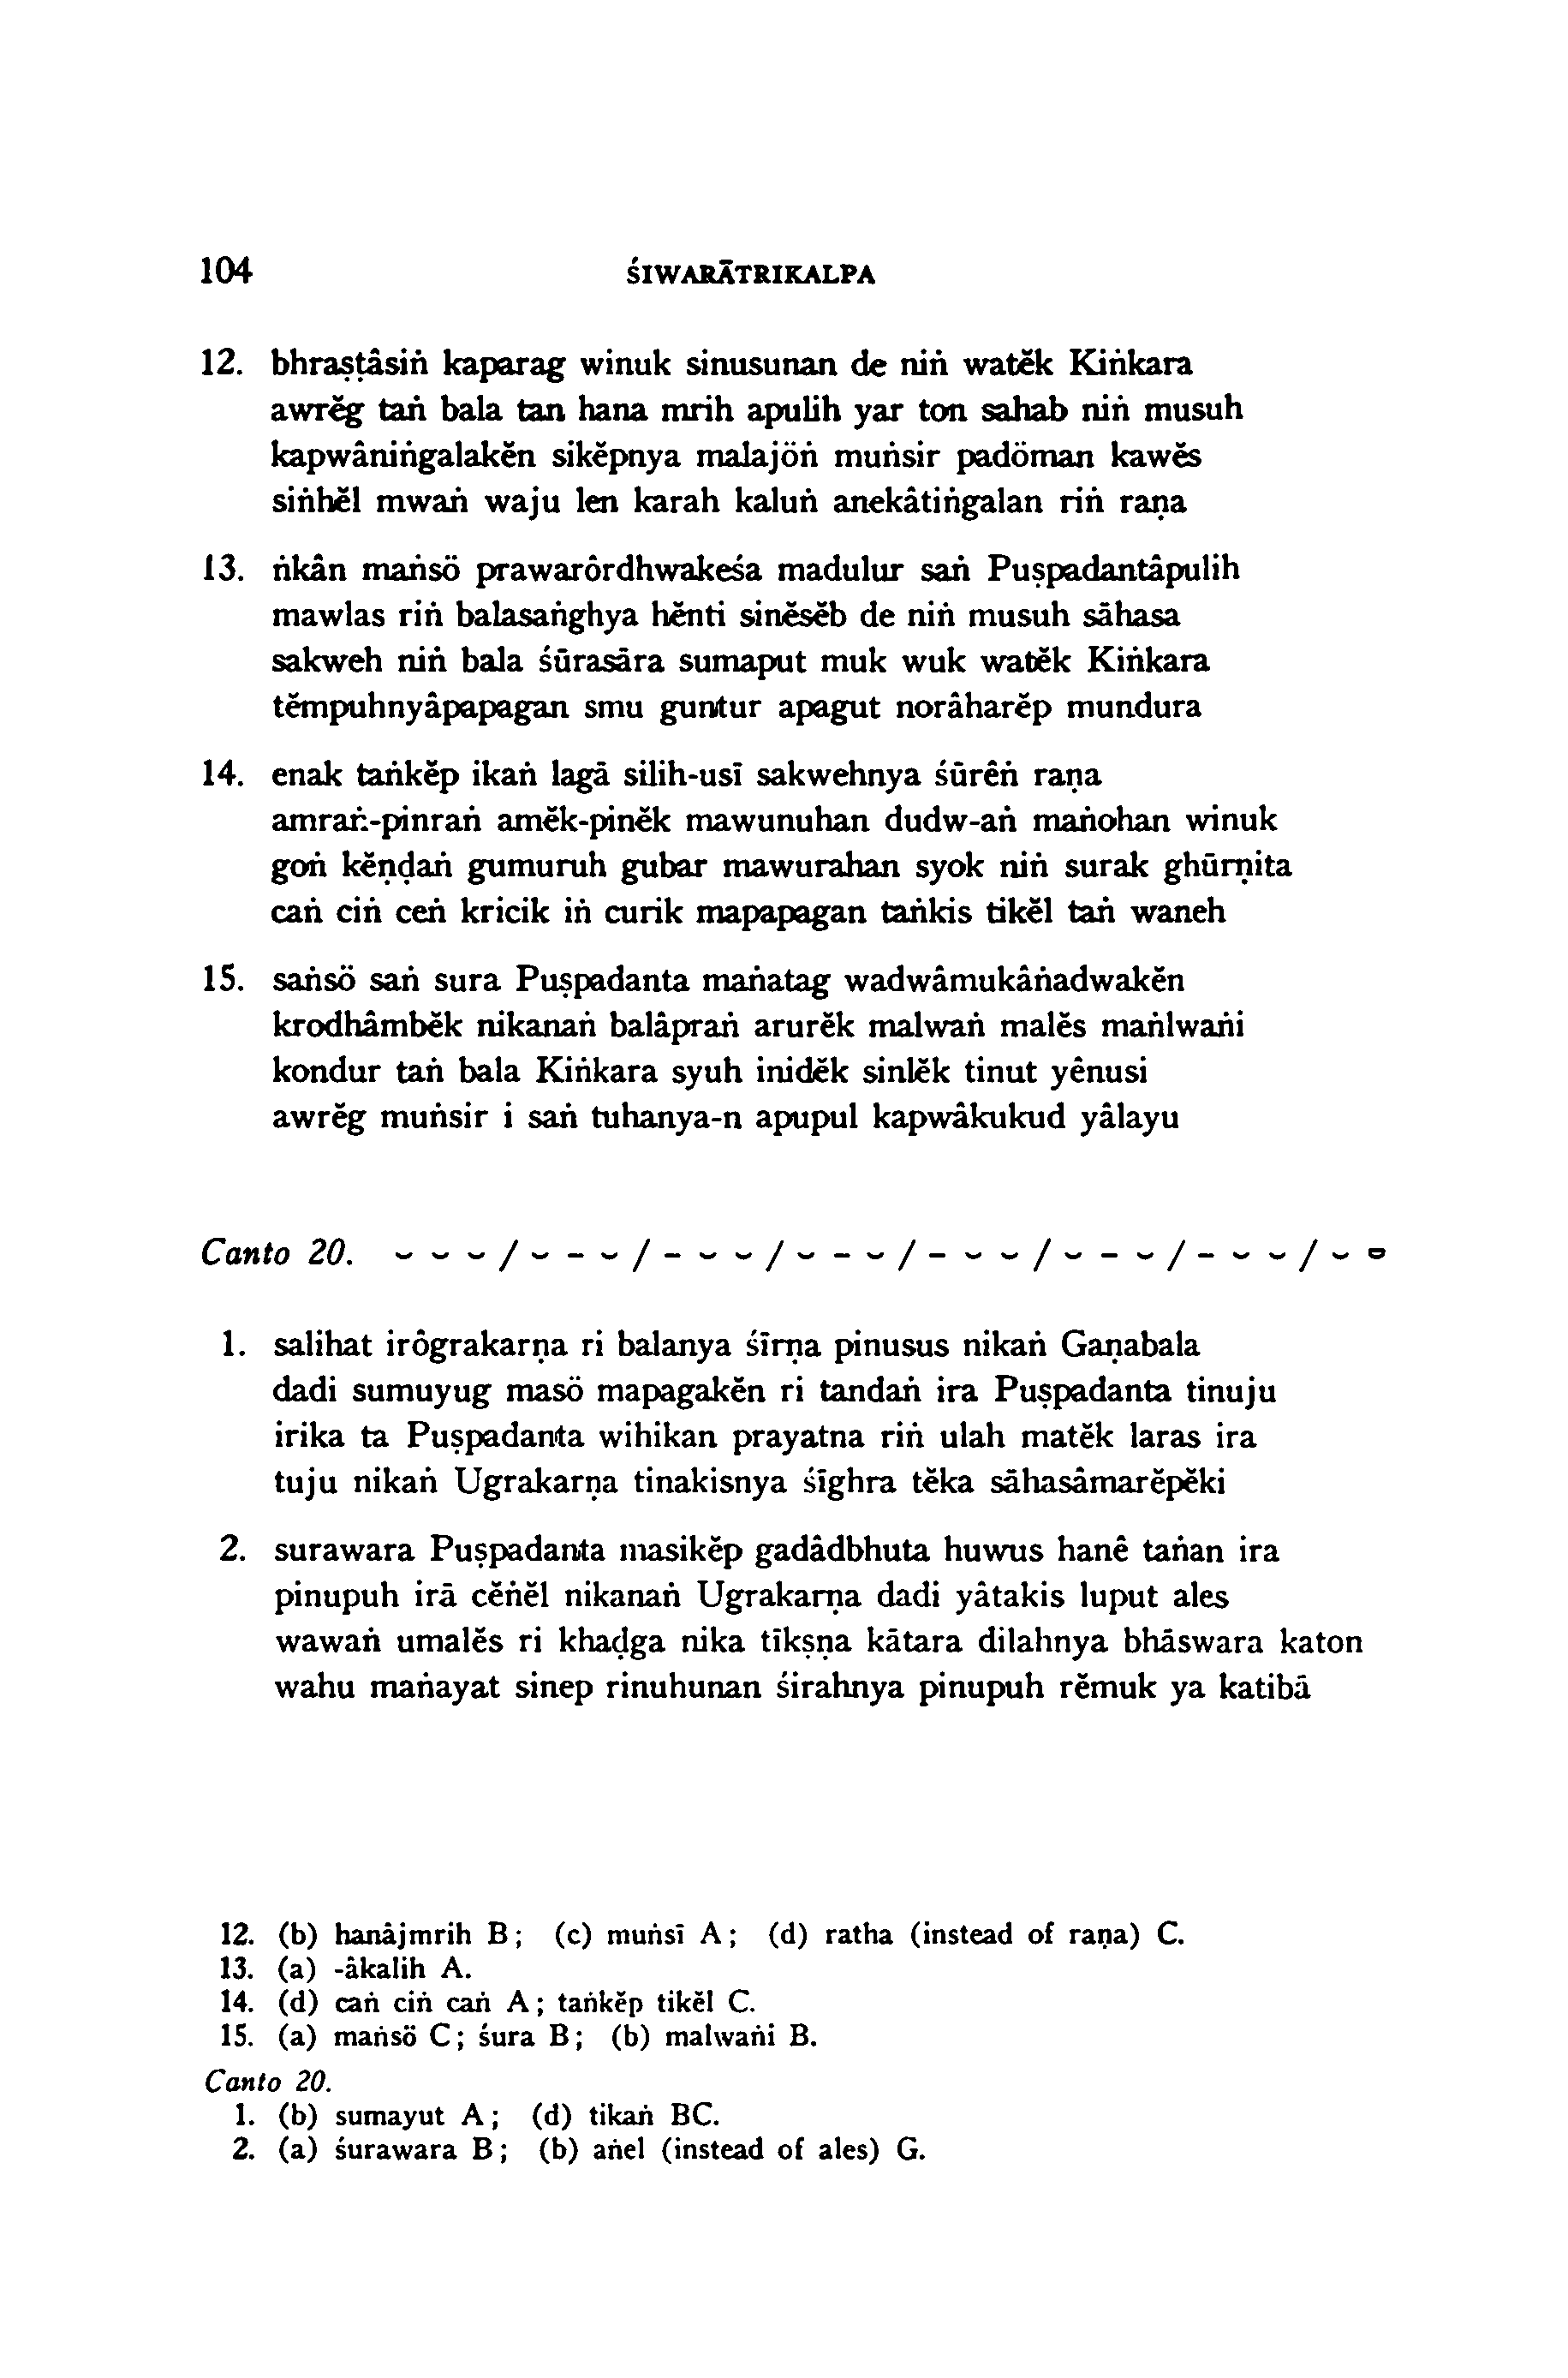 104 ŚIWARĀTRIKALPA
12. bhraṣṭâsiṅ kaparag winuk sinusunan de niṅ watĕk Kiṅkara
awrĕg taṅ bala tan hana mrih apulih yar ton sahab niṅ musuh
kapwâniṅgalakĕn sikĕpnya malajöṅ muṅsir padöman kawĕs
siṅhĕl mwaṅ waju len karah kaluṅ anekâtiṅgalan riṅ raṇa
13. ṅkân maṅsö prawarôrdhwakeśa madulur saṅ Puṣpadantâpulih
mawlas riṅ balasaṅghya hĕnti sinĕsĕb de niṅ musuh sāhasa
sakweh niṅ bala śūrasāra sumaput muk wuk watĕk Kiṅkara
tĕmpuhnyâpapagan smu guntur apagut norâharĕp mundura
14. enak taṅkĕp ikaṅ lagā silih-usī sakwehnya śūrêṅ raṇa
amraṅ-pinraṅ amĕk-pinĕk mawunuhan dudw-aṅ maṅohan winuk
goṅ kĕṇḍaṅ gumuruh gubar mawurahan syok niṅ surak ghūrṇita
caṅ ciṅ ceṅ kricik iṅ curik mapapagan taṅkis tikĕl taṅ waneh
15. saṅsö saṅ sura Puṣpadanta maṅatag wadwâmukâṅadwakĕn
krodhâmbĕk nikanaṅ balâpraṅ arurĕk malwaṅ malĕs maṅlwaṅi
kondur taṅ bala Kiṅkara syuh inidĕk sinlĕk tinut yênusi
awrĕg muṅsir i saṅ tuhanya-n apupul kapwâkukud yâlayu
Canto 20. ⏑ ⏑ ⏑ / ⏑ – ⏑ / – ⏑ ⏑ / ⏑ – ⏑ / – ⏑ ⏑ / ⏑ – ⏑ / – ⏑ ⏑ / ⏑ ⏓
1. salihat irôgrakarṇa ri balanya śīrṇa pinusus nikaṅ Gaṇabala
dadi sumuyug masö mapagakĕn ri tandaṅ ira Puṣpadanta tinuju
irika ta Puṣpadanta wihikan prayatna riṅ ulah matĕk laras ira
tuju nikaṅ Ugrakarṇa tinakisnya śīghra tĕka sāhasâmarĕpĕki
2. surawara Puṣpadanta masikĕp gadâdbhuta huwus hanê taṅan ira
pinupuh irā cĕṅĕl nikanaṅ Ugrakarṇa dadi yâtakis luput ales
wawaṅ umalĕs ri khaḍga nika tīkṣṇa kātara dilahnya bhāswara katon
wahu maṅayat sinep rinuhunan śirahnya pinupuh rĕmuk ya katibā
12. (b) hanâjmrih B; (c) muṅsī A; (d) ratha (instead of raṇa) C.
13. (a) -âkalih A.
14. (d) caṅ ciṅ caṅ A; taṅkĕp tikĕl C.
15. (a) maṅsö C; śura B; (b) malwaṅi B.
Canto 20.
1. (b) sumayut A; (d) tikaṅ BC.
2. (a) śurawara B; (b) aṅel (instead of ales) G.